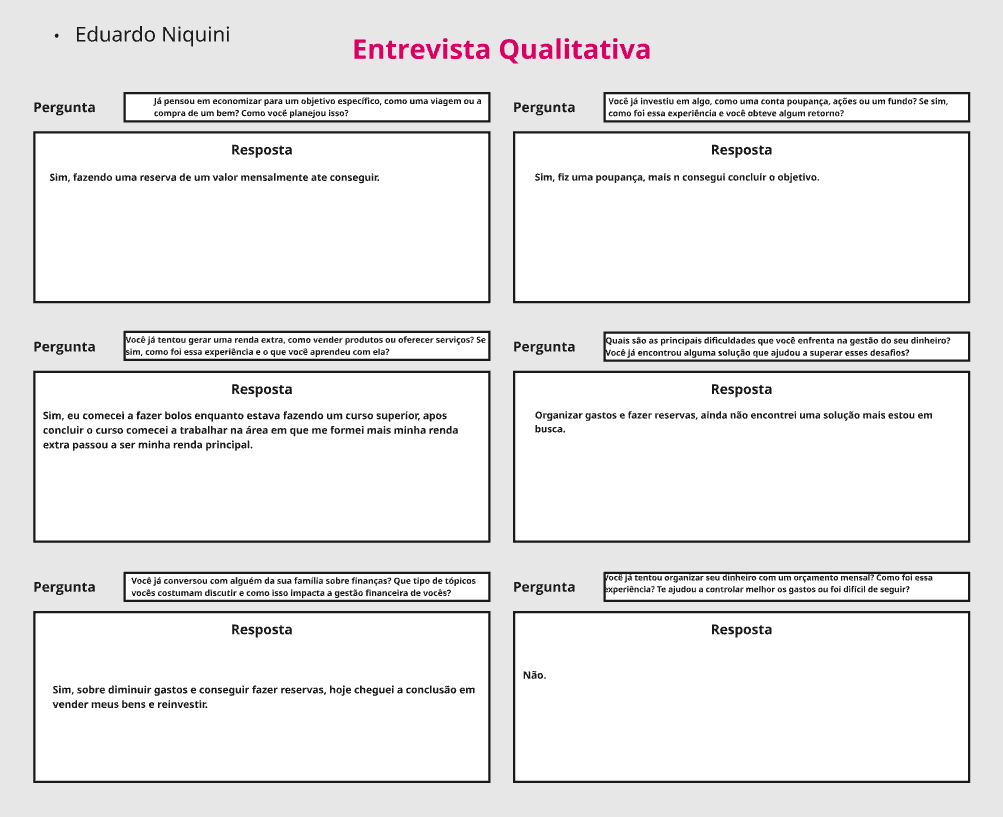 • Eduardo Niquini
Entrevista Qualitativa
Pergunta
Já pensou em economizar para um objetivo específico, como uma viagem ou a
compra de um bem? Como você planejou isso?
Resposta
Sim, fazendo uma reserva de um valor mensalmente ate conseguir.
Pergunta
Você já investiu em algo, como uma conta poupança, ações ou um fundo? Se sim,
como foi essa experiência e você obteve algum retorno?
Resposta
Sim, fiz uma poupança, mais n consegui concluir o objetivo.
Pergunta
Você já tentou gerar uma renda extra, como vender produtos ou oferecer serviços? Se
sim, como foi essa experiência e o que você aprendeu com ela?
Resposta
Sim, eu comecei a fazer bolos enquanto estava fazendo um curso superior, apos
concluir o curso comecei a trabalhar na área em que me formei mais minha renda
extra passou a ser minha renda principal.
Pergunta
Quais são as principais dificuldades que você enfrenta na gestão do seu dinheiro?
Você já encontrou alguma solução que ajudou a superar esses desafios?
Resposta
Organizar gastos e fazer reservas, ainda não encontrei uma solução mais estou em
busca.
Pergunta
Você já conversou com alguém da sua família sobre finanças? Que tipo de tópicos
vocês costumam discutir e como isso impacta a gestão financeira de vocês?
Resposta
Sim, sobre diminuir gastos e conseguir fazer reservas, hoje cheguei a conclusão em
vender meus bens e reinvestir.
Pergunta
Você já tentou organizar seu dinheiro com um orçamento mensal? Como foi essa
experiência? Te ajudou a controlar melhor os gastos ou foi difícil de seguir?
Resposta
Não.